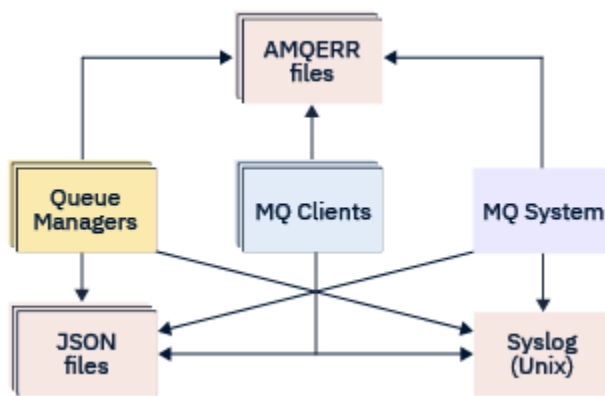 AMQERR
files
Queue
Managers
MQ Clients
MQ System
JSON
files
Syslog
(Unix)